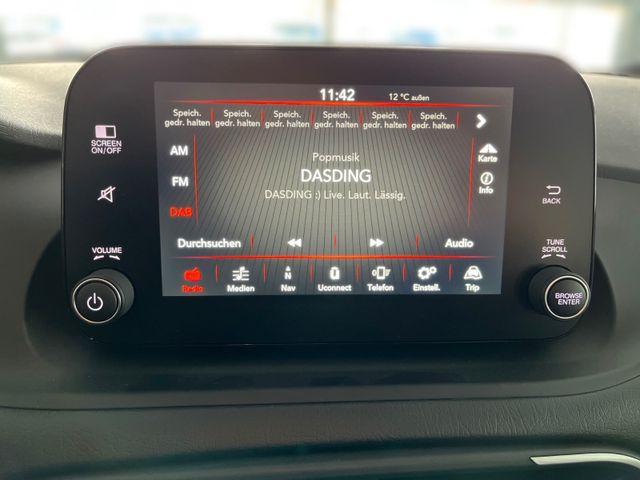 11:42
12 °C außen
Speich. gedr. halten
Speich. gedr. halten
Speich. gedr. halten
Speich. gedr. halten
Speich. gedr. halten
Speich. gedr. halten
SCREEN
ON/OFF
AM
FM
DAB
Popmusik
DASDING
DASDING :) Live. Laut. Lässig.
Karte
Info
BACK
Durchsuchen
Audio
VOLUME
TUNE
SCROLL
Radio
Medien
N
Nav
Uconnect
Telefon
Einstell.
Trip
BROWSE
ENTER